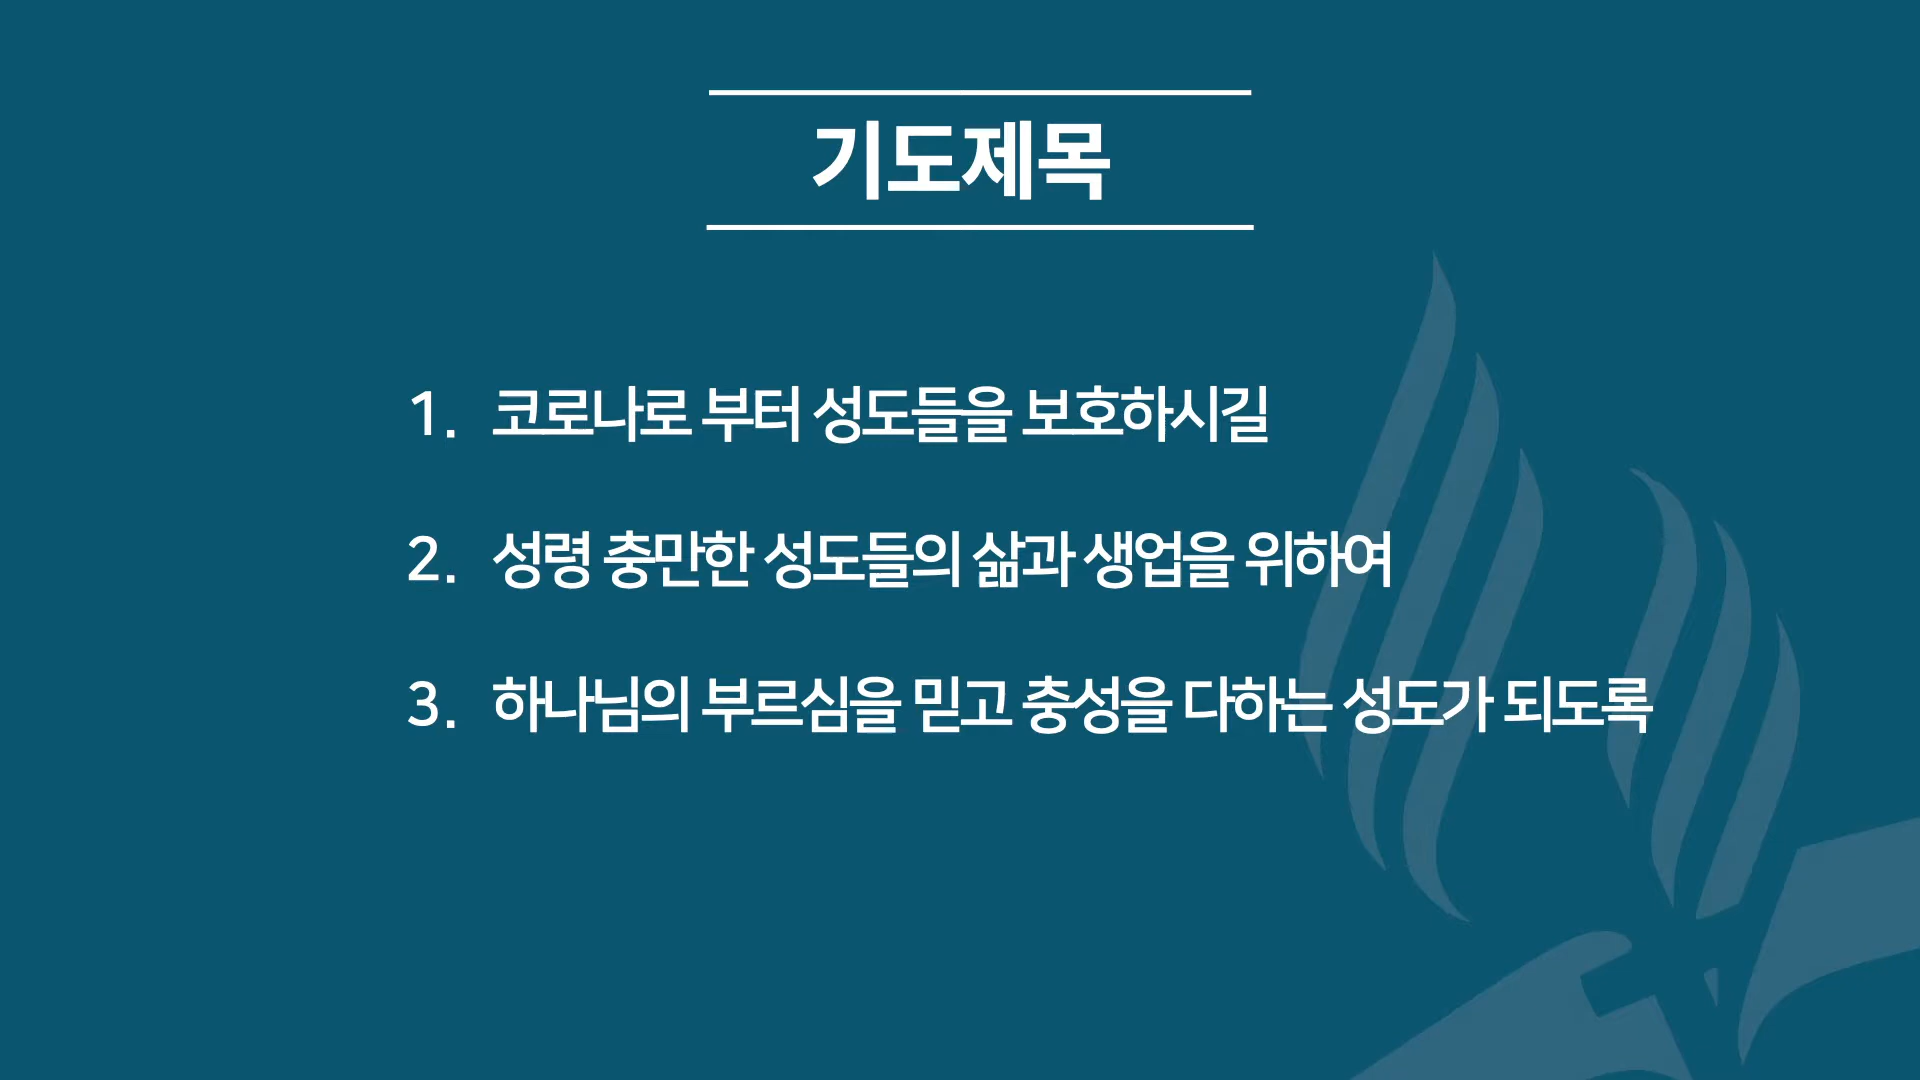 기도제목
1. 코로나로 부터 성도들을 보호하시길
2. 성령 충만한 성도들의 삶과 생업을 위하여
3. 하나님의 부르심을 믿고 충성을 다하는 성도가 되도록